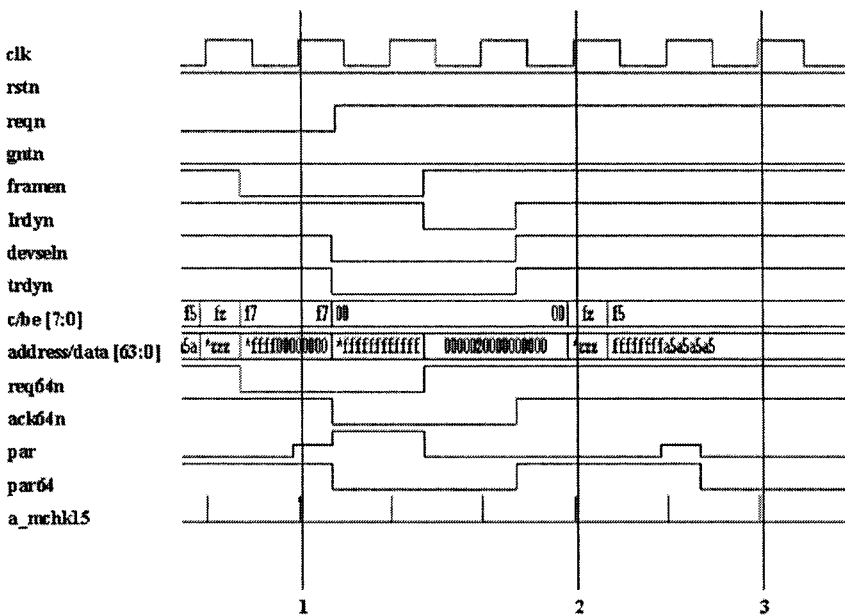 clk
rstn
reqn
gntn
framen
Irdyn
devseln
trdyn
c/be [7:0] f5 fz f7 f7 00 00 fz f5
address/data [63:0] 5a *zzz *ffff00000000 *ffffffffffff 0000020000000000 *zzz ffffffffa5a5a5a5
req64n
ack64n
par
par64
a_mchk15
1 2 3